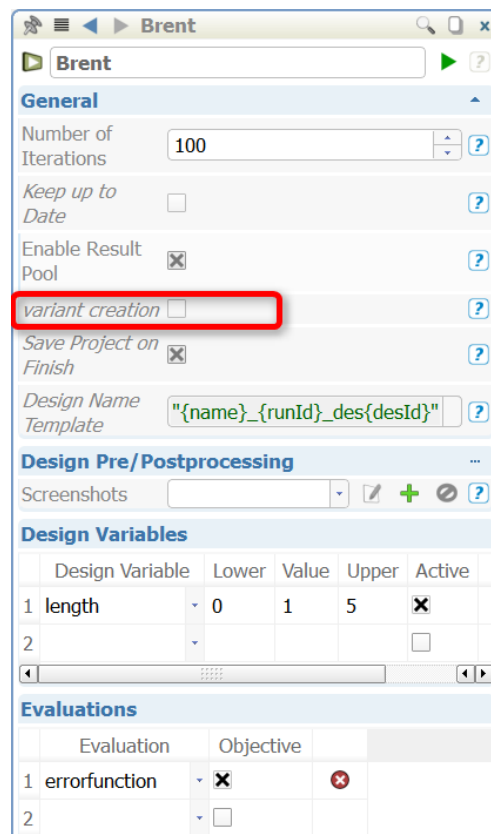 Brent
Brent
?
General
Number of
Iterations
100
?
Keep up to
Date
?
Enable Result
Pool
?
variant creation
?
Save Project on
Finish
?
Design Name
Template
"{name}_{runId}_des{desId}"
?
Design Pre/Postprocessing
...
Screenshots
?
Design Variables
Design Variable Lower Value Upper Active
1 length 0 1 5
2
Evaluations
Evaluation Objective
1 errorfunction
2